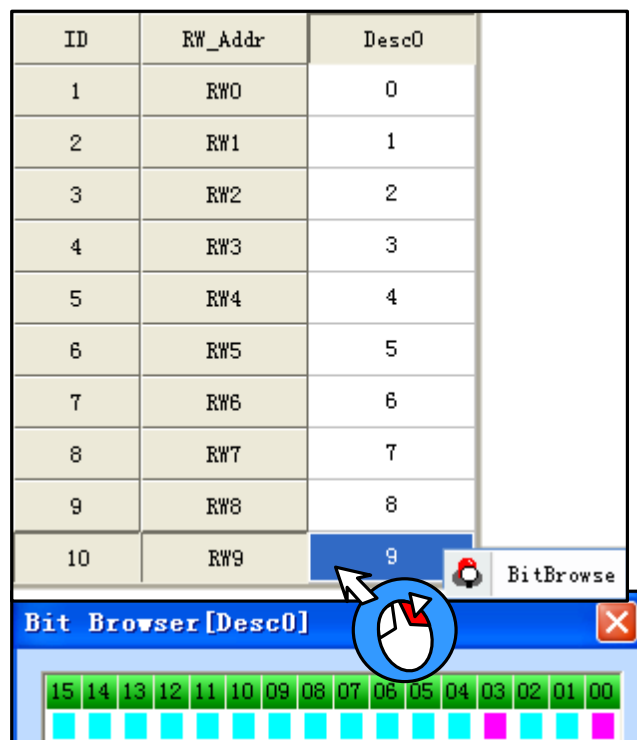 ID RW_Addr Desc0
1 RW0 0
2 RW1 1
3 RW2 2
4 RW3 3
5 RW4 4
6 RW5 5
7 RW6 6
8 RW7 7
9 RW8 8
10 RW9 9
BitBrowse
Bit Browser[Desc0]
15 14 13 12 11 10 09 08 07 06 05 04 03 02 01 00